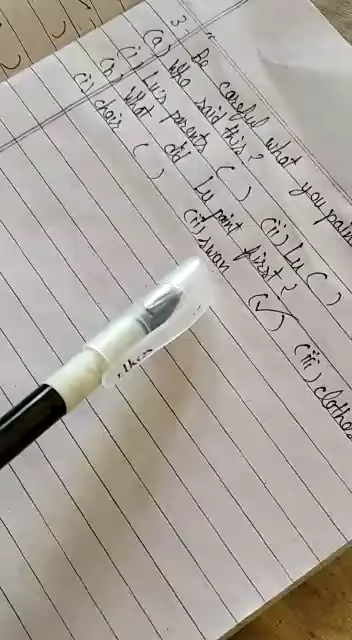 3. " Be careful what you paint
(a) Who said this?
(i) Lu's parents ( ) (ii) Lu ( )
(b) What did Lu paint first?
(i) chair ( ) (ii) swan (✓) (iii) clothes